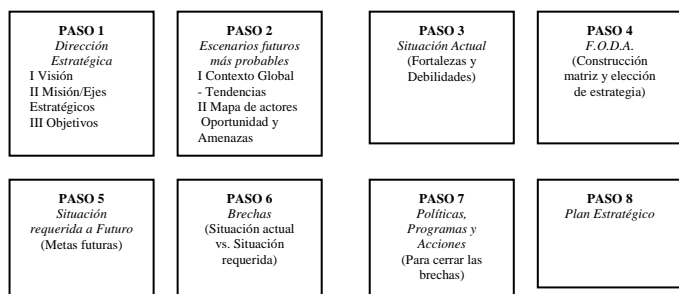 PASO 1
Dirección
Estratégica
I Visión
II Misión/Ejes
Estratégicos
III Objetivos
PASO 2
Escenarios futuros
más probables
I Contexto Global
- Tendencias
II Mapa de actores
Oportunidad y
Amenazas
PASO 3
Situación Actual
(Fortalezas y
Debilidades)
PASO 4
F.O.D.A.
(Construcción
matriz y elección
de estrategia)
PASO 5
Situación
requerida a Futuro
(Metas futuras)
PASO 6
Brechas
(Situación actual
vs. Situación
requerida)
PASO 7
Políticas,
Programas y
Acciones
(Para cerrar las
brechas)
PASO 8
Plan Estratégico